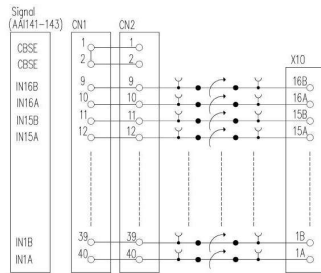 Signal
(AAI141-143) CN1 CN2
CBSE 1 1
CBSE 2 2
X10
IN16B 9 9 16B
IN16A 10 10 16A
IN15B 11 11 15B
IN15A 12 12 15A
IN1B 39 39 1B
IN1A 40 40 1A